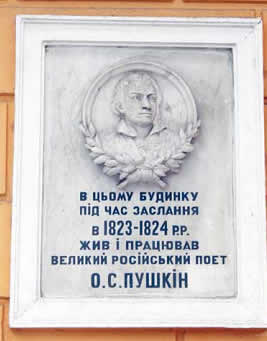 В ЦЬОМУ БУДИНКУ
ПІД ЧАС ЗАСЛАННЯ
В 1823-1824 Р.Р.
ЖИВ І ПРАЦЮВАВ
ВЕЛИКИЙ РОСІЙСЬКИЙ ПОЕТ
О.С.ПУШКІН